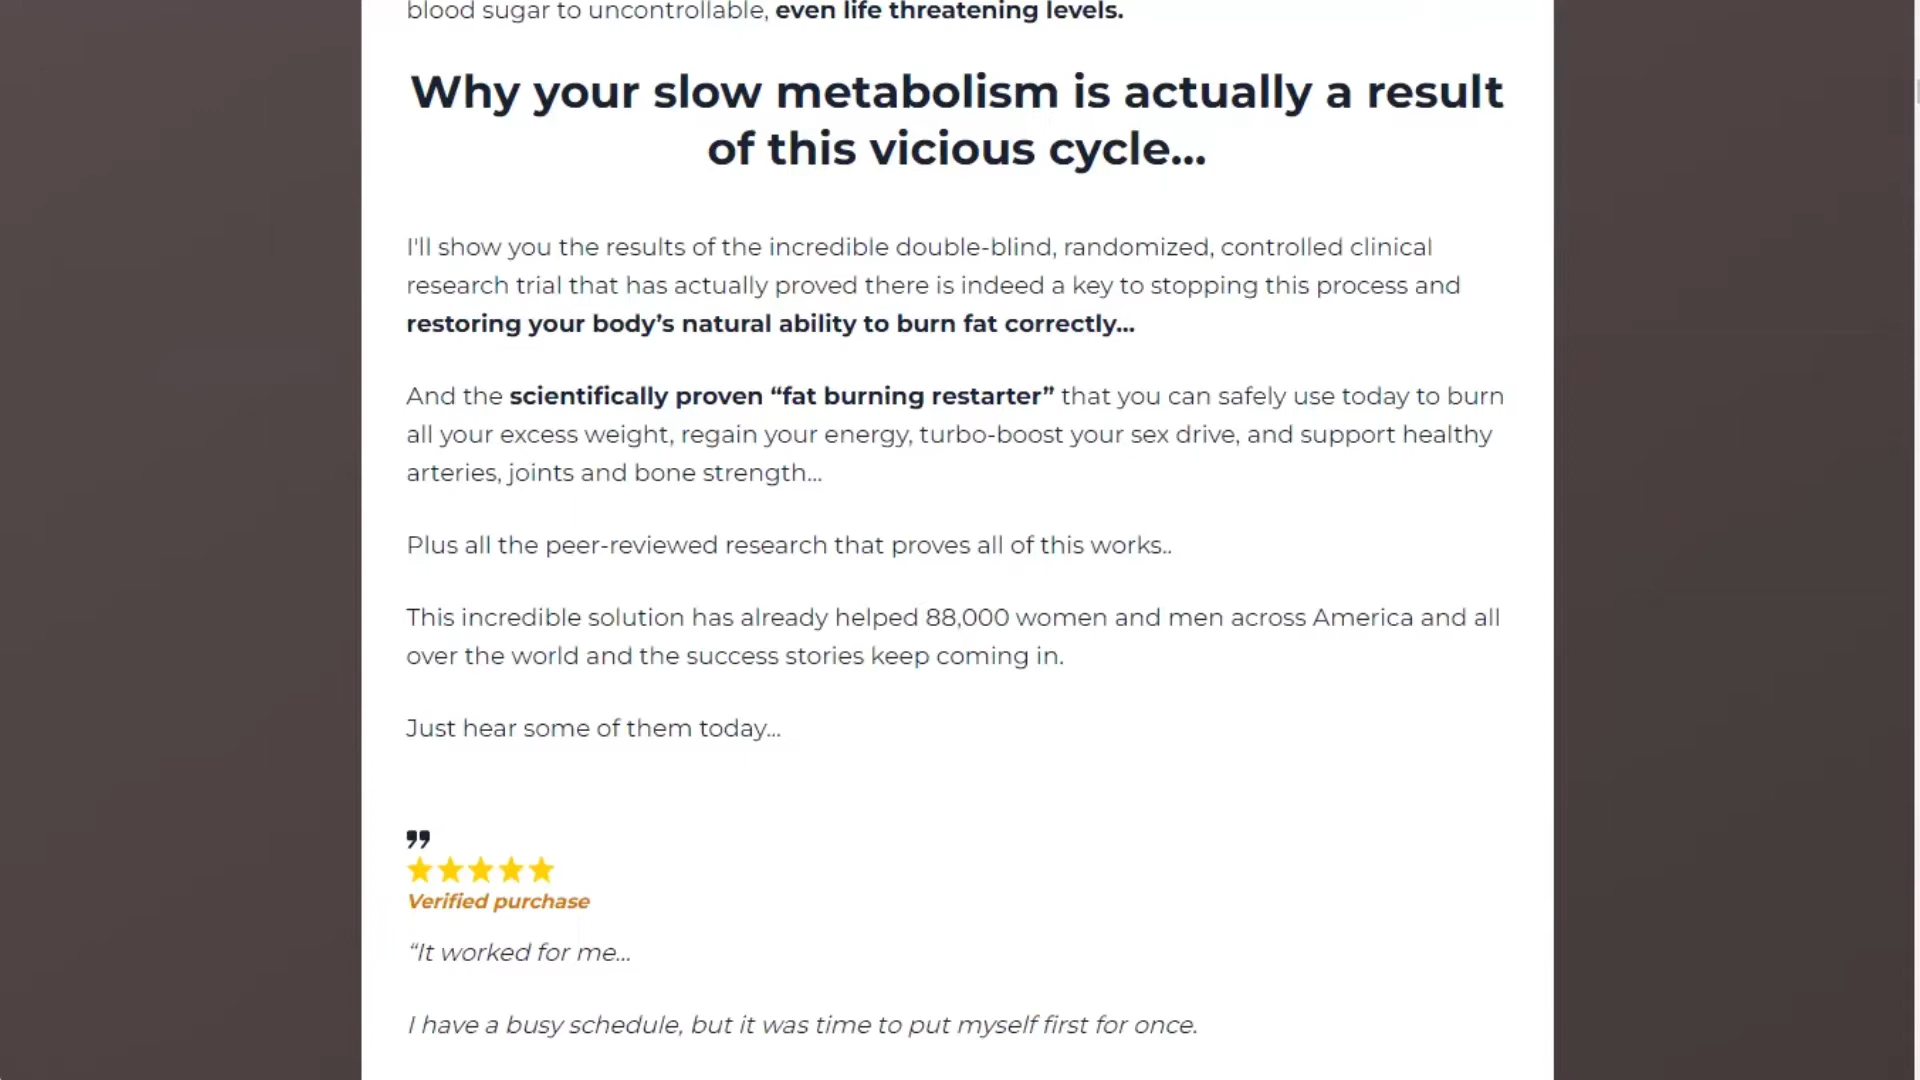 blood sugar to uncontrollable, even life threatening levels.
Why your slow metabolism is actually a result
of this vicious cycle...
I'll show you the results of the incredible double-blind, randomized, controlled clinical
research trial that has actually proved there is indeed a key to stopping this process and
restoring your body’s natural ability to burn fat correctly...
And the scientifically proven “fat burning restarter” that you can safely use today to burn
all your excess weight, regain your energy, turbo-boost your sex drive, and support healthy
arteries, joints and bone strength...
Plus all the peer-reviewed research that proves all of this works..
This incredible solution has already helped 88,000 women and men across America and all
over the world and the success stories keep coming in.
Just hear some of them today...
”
Verified purchase
“It worked for me...
I have a busy schedule, but it was time to put myself first for once.